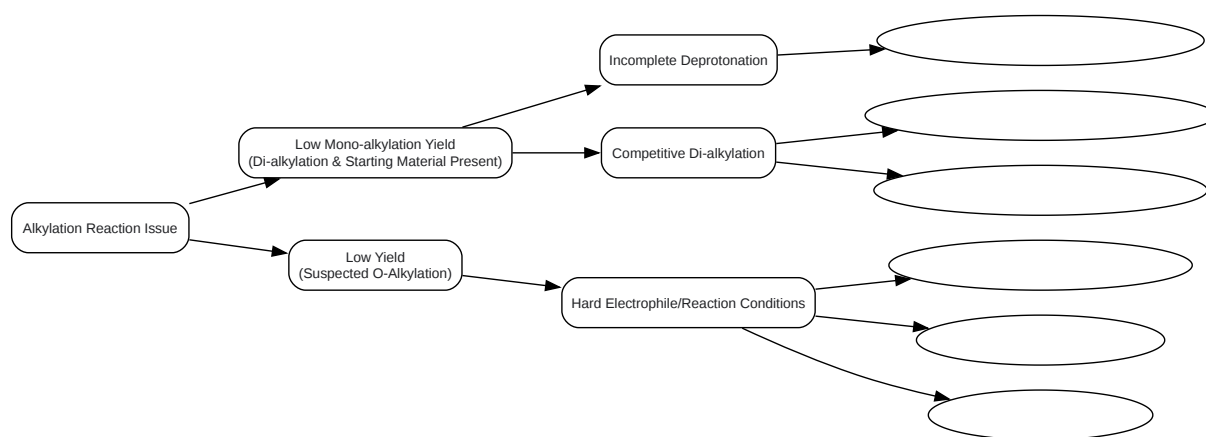 Incomplete Deprotonation
Low Mono-alkylation Yield
(Di-alkylation & Starting Material Present)
Competitive Di-alkylation
Alkylation Reaction Issue
Low Yield
(Suspected O-Alkylation)
Hard Electrophile/Reaction Conditions